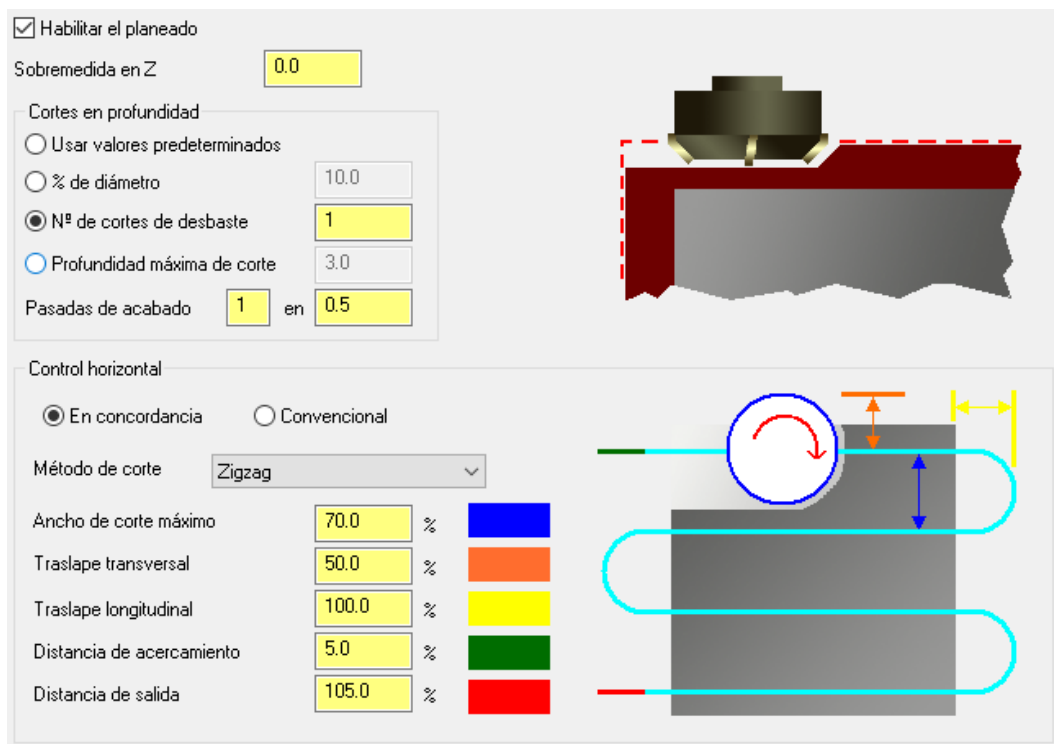 Habilitar el planeado
Sobremedida en Z 0.0
Cortes en profundidad
Usar valores predeterminados
% de diámetro 10.0
Nº de cortes de desbaste 1
Profundidad máxima de corte 3.0
Pasadas de acabado 1 en 0.5
Control horizontal
En concordancia Convencional
Método de corte Zigzag
Ancho de corte máximo 70.0 %
Traslape transversal 50.0 %
Traslape longitudinal 100.0 %
Distancia de acercamiento 5.0 %
Distancia de salida 105.0 %